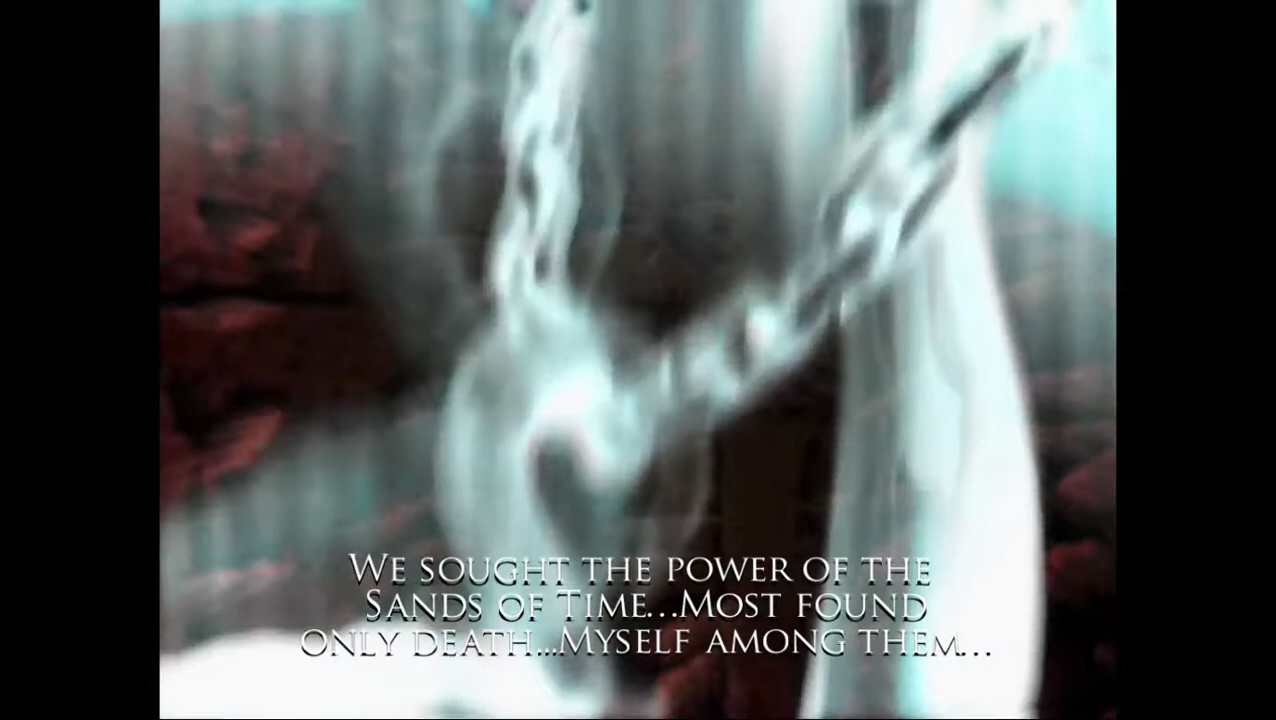 We sought the power of the
Sands of Time...Most found
only death...Myself among them...